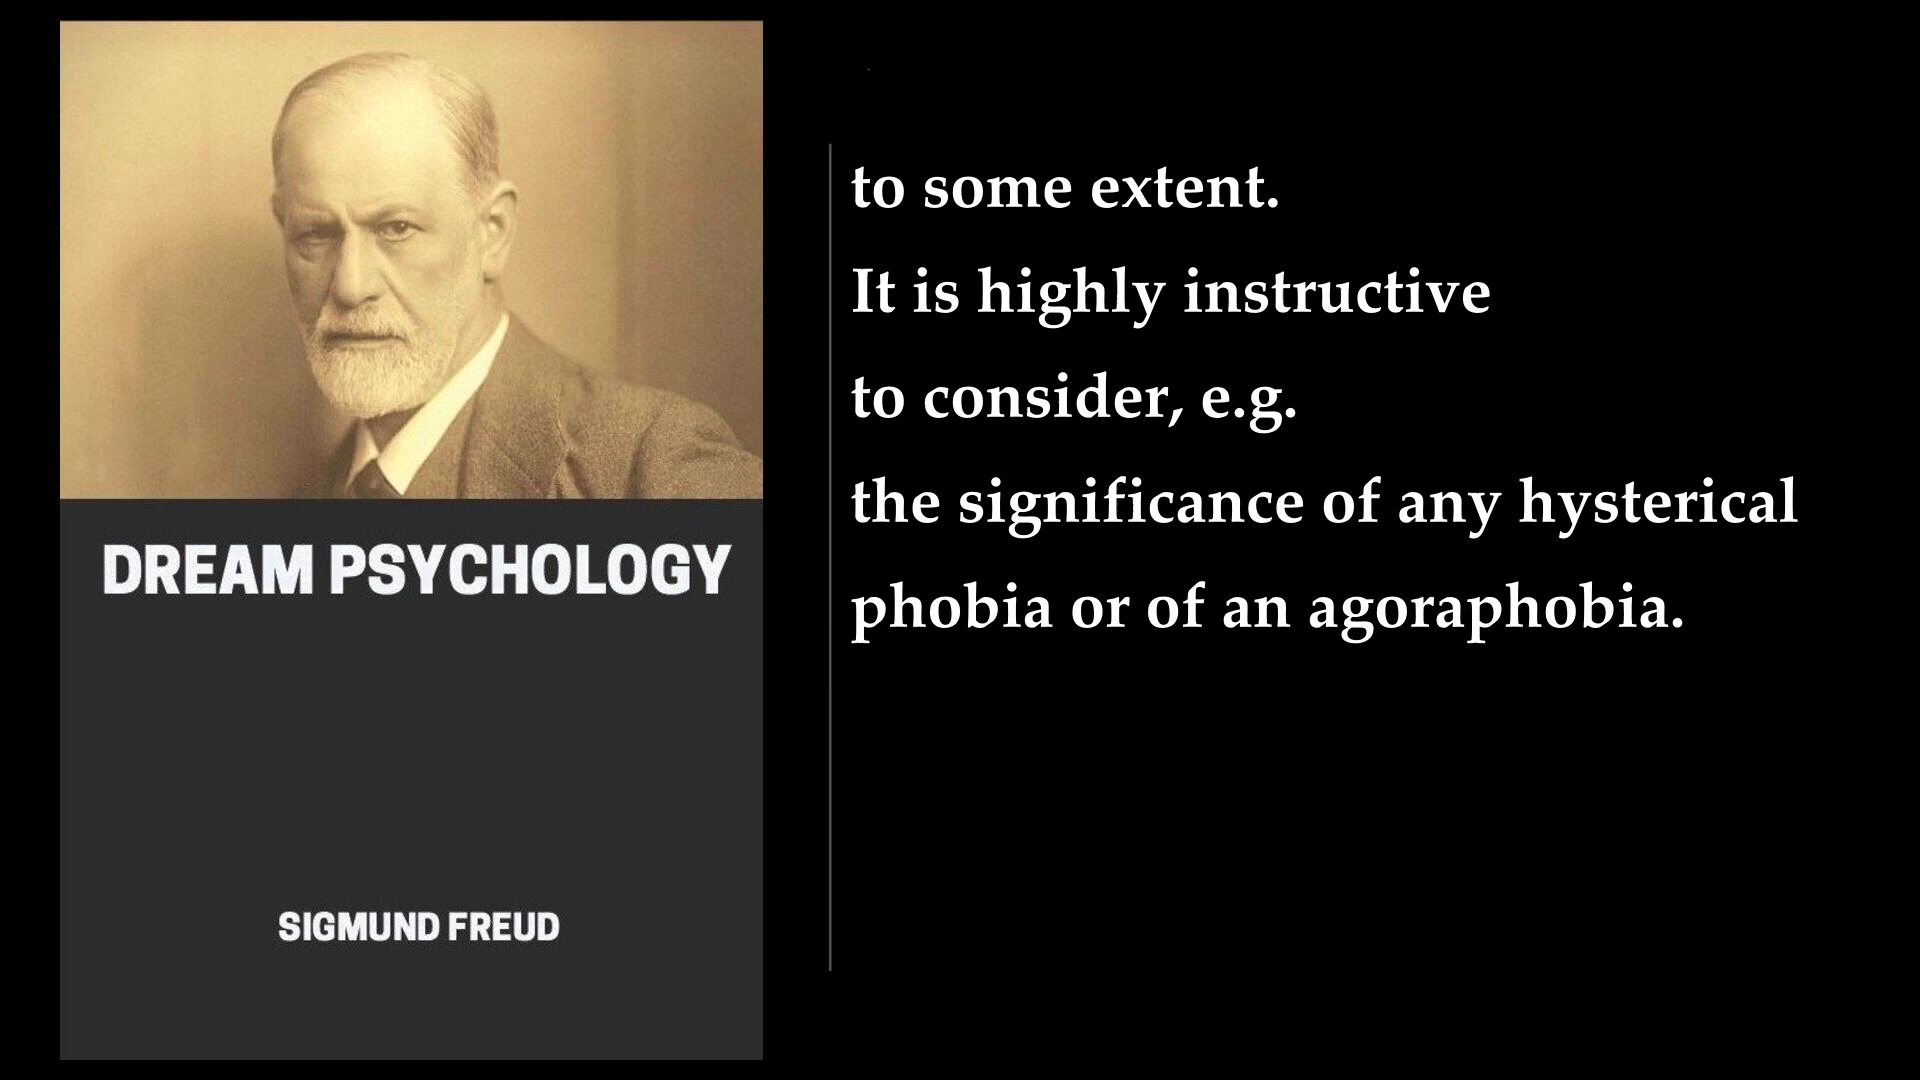 DREAM PSYCHOLOGY
SIGMUND FREUD
to some extent.
It is highly instructive
to consider, e.g.
the significance of any hysterical
phobia or of an agoraphobia.